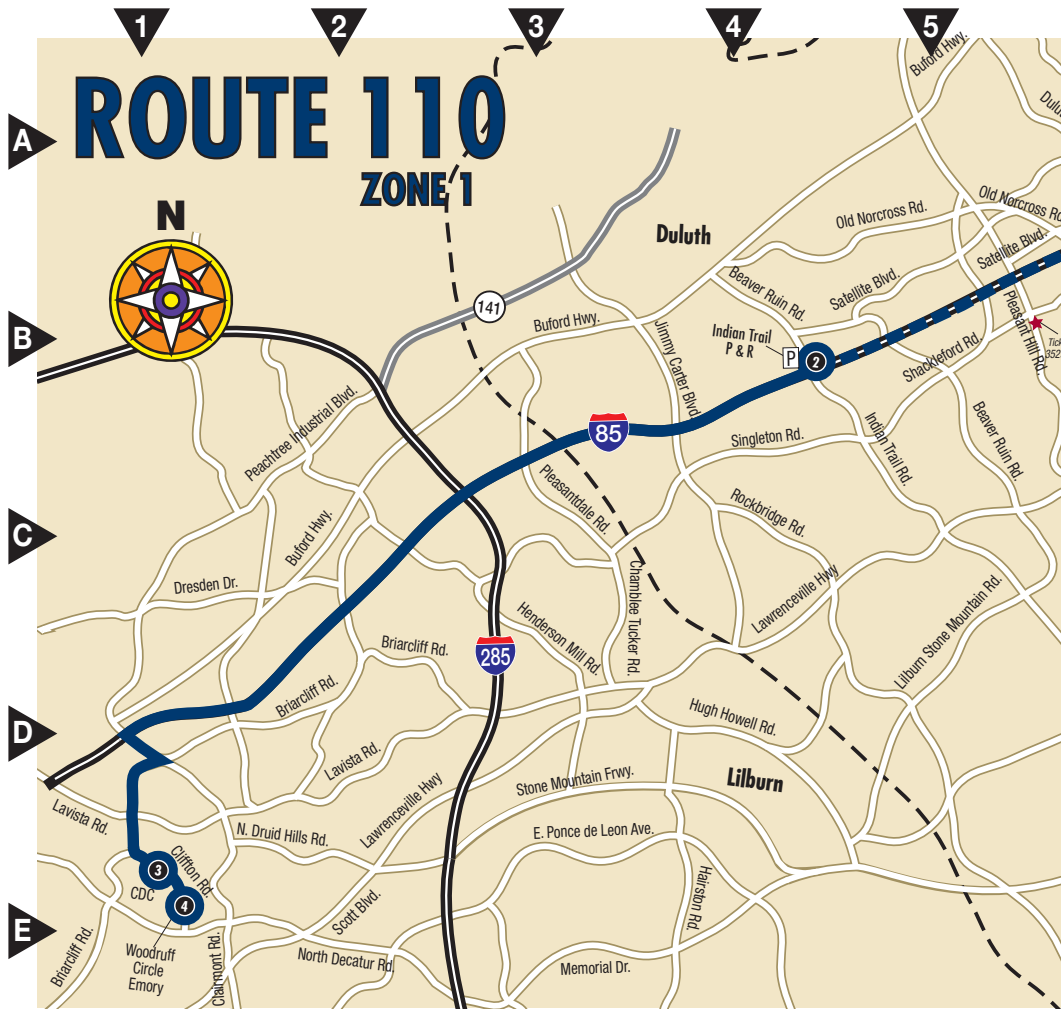 1
2
3
4
5
A
B
C
D
E
ROUTE 110
ZONE 1
N
Buford Hwy.
Old Norcross Rd.
Old Norcross Rd.
Duluth
Satellite Blvd.
Satellite Blvd.
Beaver Ruin Rd.
141
Buford Hwy.
Jimmy Carter Blvd.
Indian Trail
P & R
P
2
Shackleford Rd.
Pleasant Hill Rd.
352
Peachtree Industrial Blvd.
85
Singleton Rd.
Indian Trail Rd.
Beaver Ruin Rd.
Pleasantdale Rd.
Rockbridge Rd.
Buford Hwy.
Dresden Dr.
Chamblee Tucker Rd.
Lawrenceville Hwy
Henderson Mill Rd.
Lilburn Stone Mountain Rd.
Briarcliff Rd.
285
Briarcliff Rd.
Hugh Howell Rd.
Lavista Rd.
Lilburn
Stone Mountain Frwy.
Lawrenceville Hwy
Lavista Rd.
N. Druid Hills Rd.
E. Ponce de Leon Ave.
3
CDC
Cliffton Rd.
4
Hairston Rd.
Scott Blvd.
Woodruff
Circle
Emory
Briarcliff Rd.
Clairmont Rd.
North Decatur Rd.
Memorial Dr.